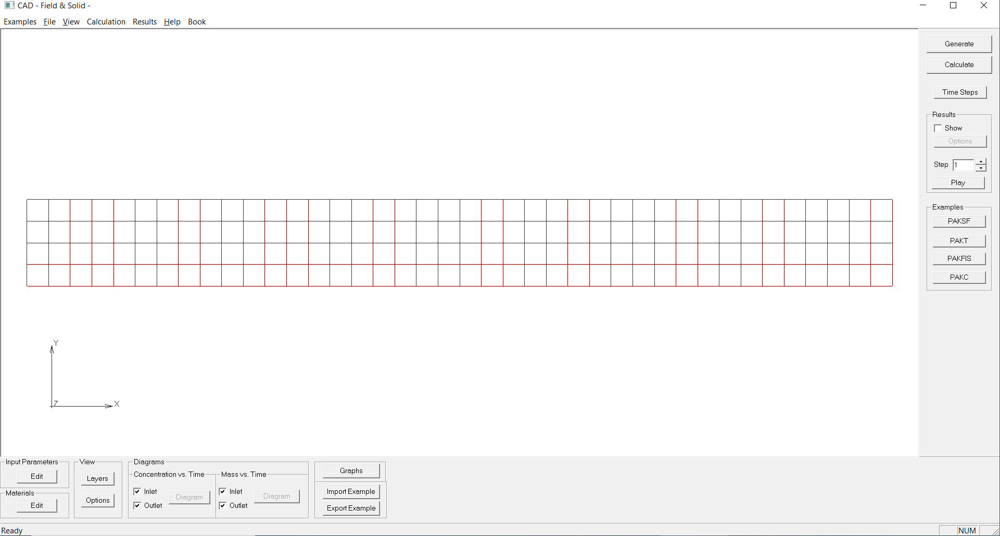 CAD - Field & Solid -
Examples File View Calculation Results Help Book
Generate
Calculate
Time Steps
Results
Show
Options
Step 1
Play
Examples
PAKSF
PAKT
PAKFIS
PAKC
Y
Z
X
Input Parameters
Edit
Materials
Edit
View
Layers
Options
Diagrams
Concentration vs. Time
Inlet
Outlet
Diagram
Mass vs. Time
Inlet
Outlet
Diagram
Graphs
Import Example
Export Example
Ready
NUM